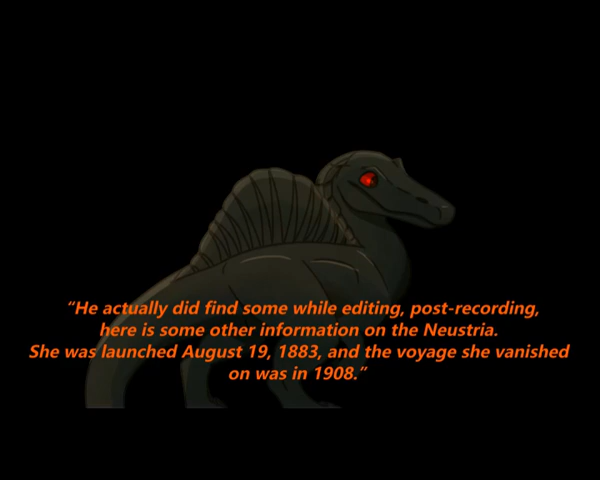 “He actually did find some while editing, post-recording,
here is some other information on the Neustria.
She was launched August 19, 1883, and the voyage she vanished
on was in 1908.”